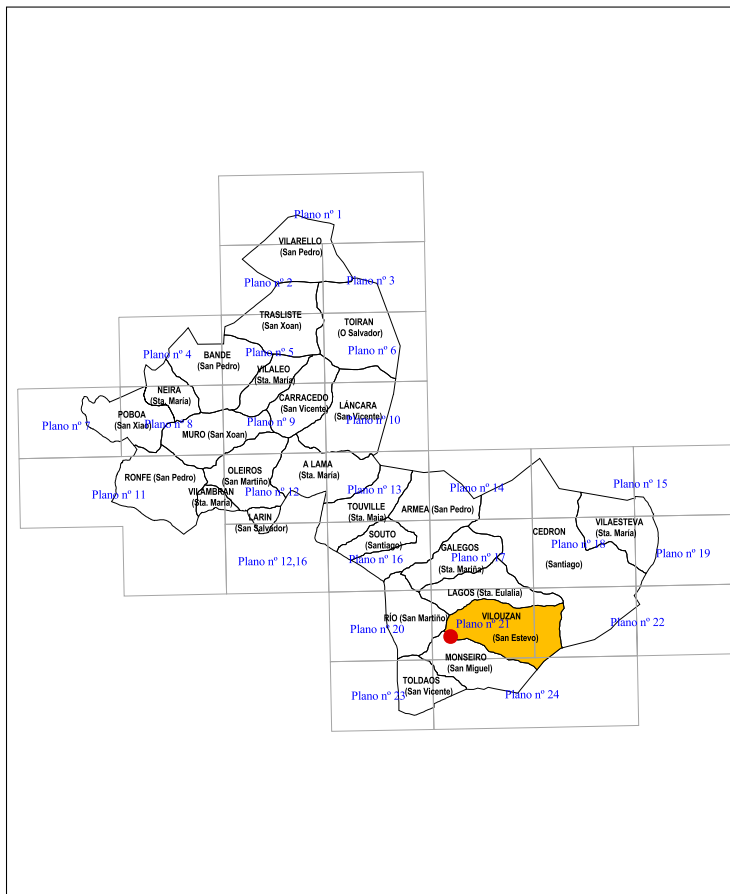 Plano nº 1
VILARELLO
(San Pedro)
Plano nº 2
Plano nº 3
TRASLISTE
(San Xoan)
TOIRAN
(O Salvador)
Plano nº 4
BANDE
(San Pedro)
Plano nº 5
Plano nº 6
VILALEO
(Sta. María)
NEIRA
(Sta. María)
CARRACEDO
(San Vicente)
LÁNCARA
(San Vicente)
Plano nº 7
POBOA
(San Xiao)
Plano nº 8
Plano nº 9
Plano nº 10
MURO (San Xoan)
RONFE (San Pedro)
OLEIROS
(San Martiño)
A LAMA
(Sta. María)
Plano nº 11
VILAMBRAN
(Sta. María)
Plano nº 12
Plano nº 13
Plano nº 14
Plano nº 15
LARIN
(San Salvador)
TOUVILLE
(Sta. Maia)
ARMEA (San Pedro)
VILAESTEVA
(Sta. María)
SOUTO
(Santiago)
CEDRON
(Santiago)
Plano nº 12,16
Plano nº 16
GALEGOS
(Sta. Mariña)
Plano nº 17
Plano nº 18
Plano nº 19
LAGOS (Sta. Eulalia)
RÍO (San Martiño)
VILOUZAN
(San Estevo)
Plano nº 20
Plano nº 21
Plano nº 22
MONSEIRO
(San Miguel)
TOLDAOS
(San Vicente)
Plano nº 23
Plano nº 24